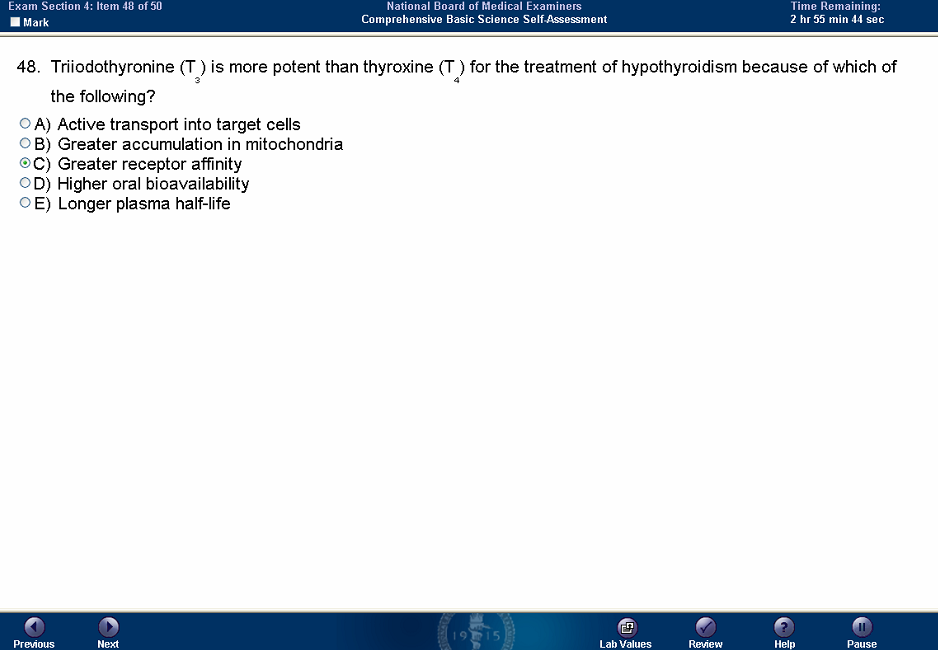 Exam Section 4: Item 48 of 50
National Board of Medical Examiners
Time Remaining:
Mark
Comprehensive Basic Science Self-Assessment
2 hr 55 min 44 sec
48. Triiodothyronine (T3) is more potent than thyroxine (T4) for the treatment of hypothyroidism because of which of
the following?
A) Active transport into target cells
B) Greater accumulation in mitochondria
C) Greater receptor affinity
D) Higher oral bioavailability
E) Longer plasma half-life
19 15
Previous Next Lab Values Review Help Pause